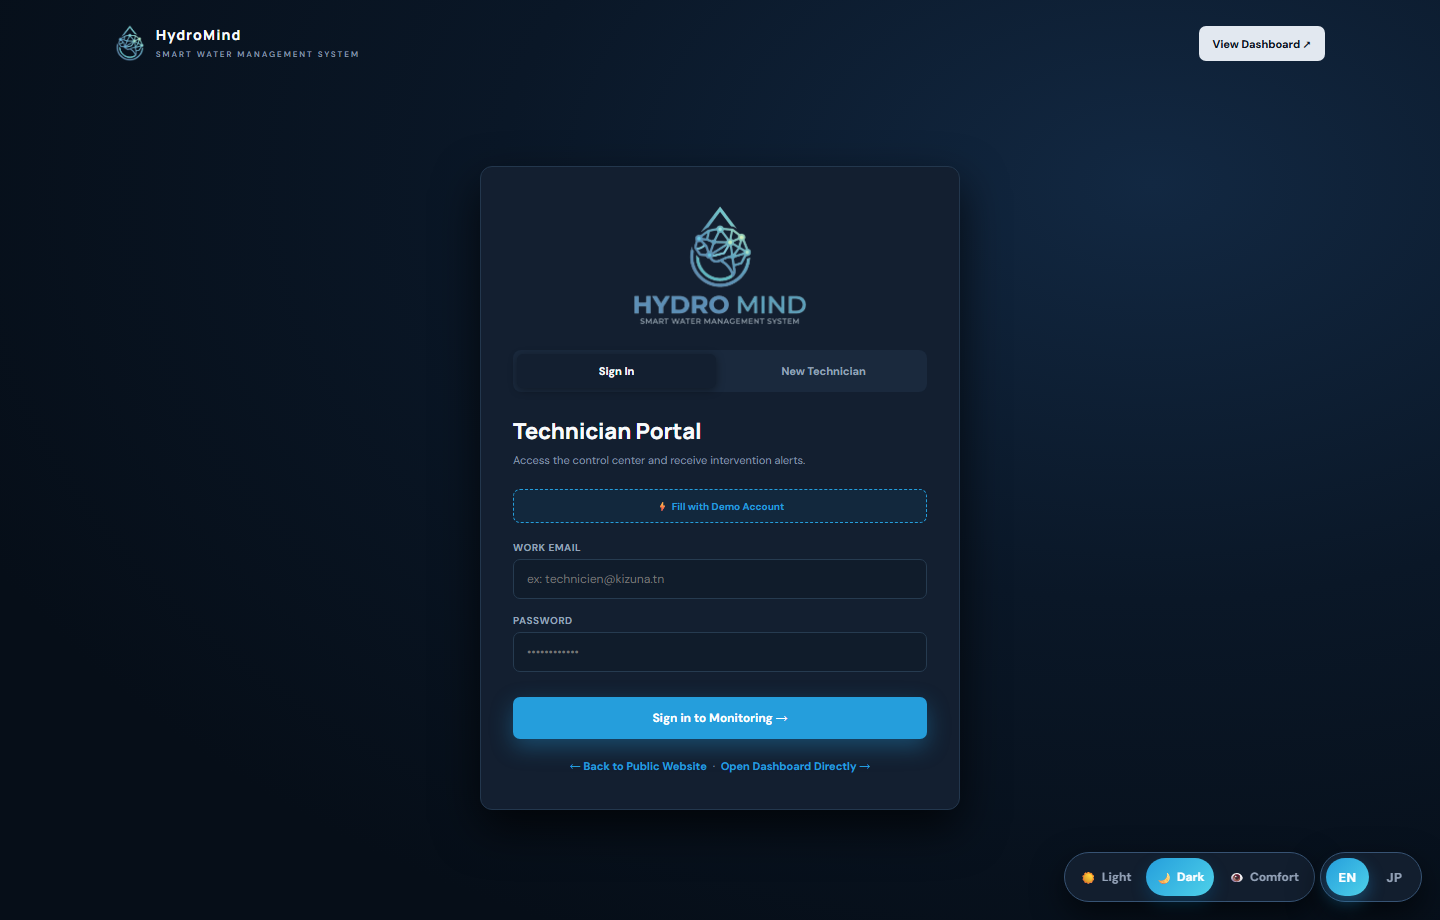 HydroMind
SMART WATER MANAGEMENT SYSTEM
View Dashboard ↗
HYDRO MIND
SMART WATER MANAGEMENT SYSTEM
Sign In
New Technician
Technician Portal
Access the control center and receive intervention alerts.
⚡ Fill with Demo Account
WORK EMAIL
ex: technicien@kizuna.tn
PASSWORD
••••••••••••
Sign in to Monitoring →
← Back to Public Website · Open Dashboard Directly →
Light
Dark
Comfort
EN
JP